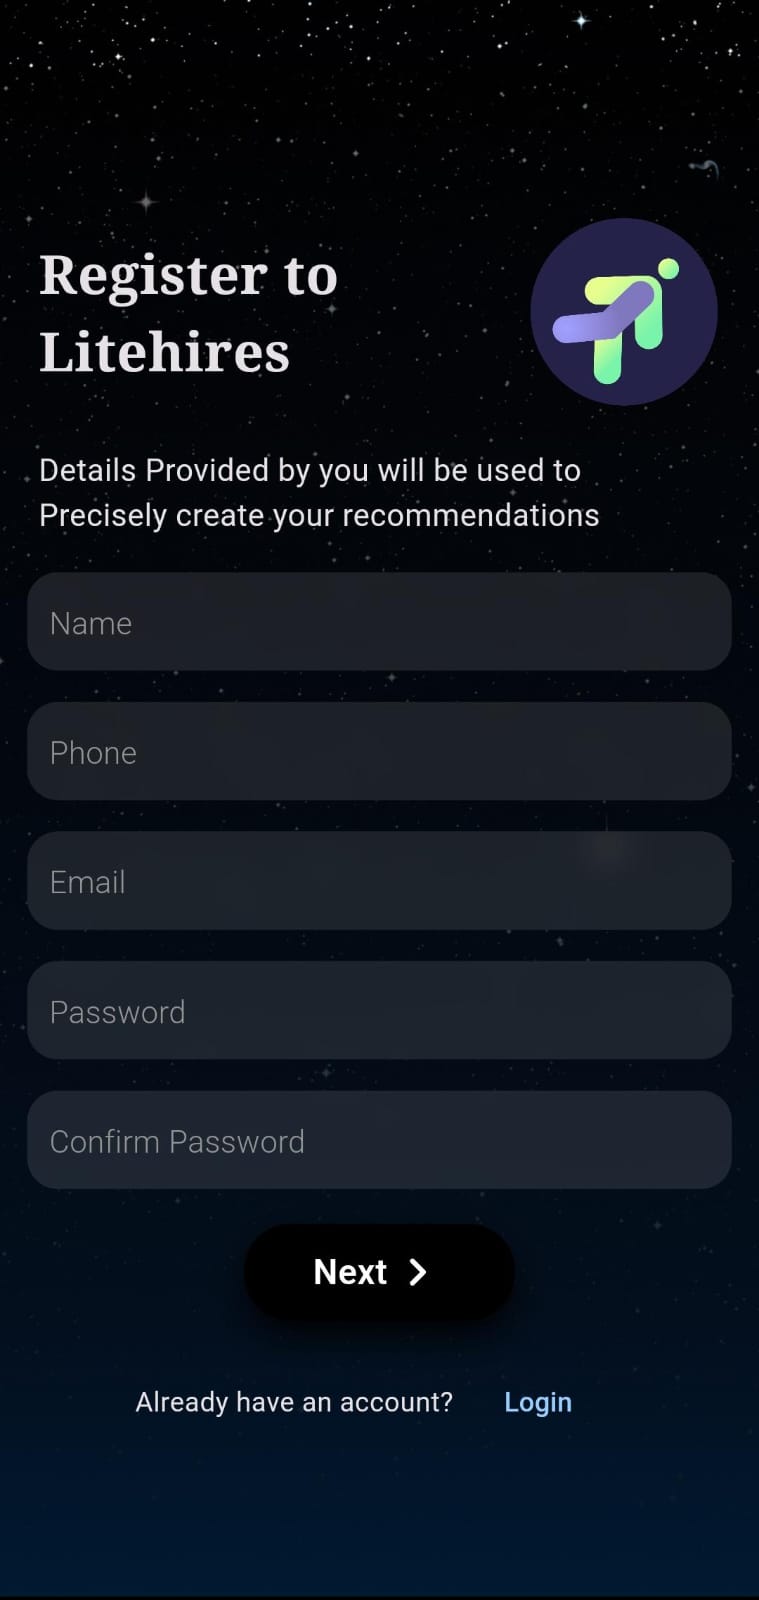 Register to
Litehires
Details Provided by you will be used to
Precisely create your recommendations
Name
Phone
Email
Password
Confirm Password
Next
Already have an account? Login